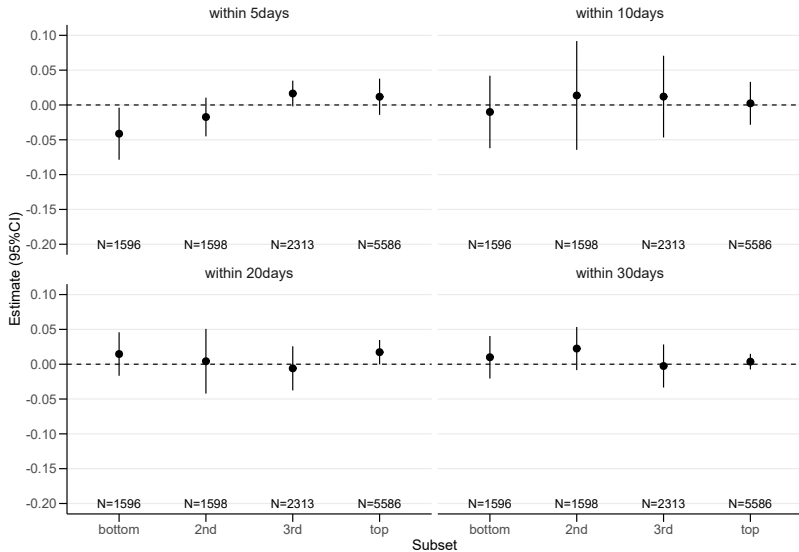 within 5days within 10days
0.10
0.05
0.00
-0.05
-0.10
-0.15
-0.20
N=1596 N=1598 N=2313 N=5586 N=1596 N=1598 N=2313 N=5586
Estimate (95%CI)
within 20days within 30days
0.10
0.05
0.00
-0.05
-0.10
-0.15
-0.20
N=1596 N=1598 N=2313 N=5586 N=1596 N=1598 N=2313 N=5586
bottom 2nd 3rd top bottom 2nd 3rd top
Subset